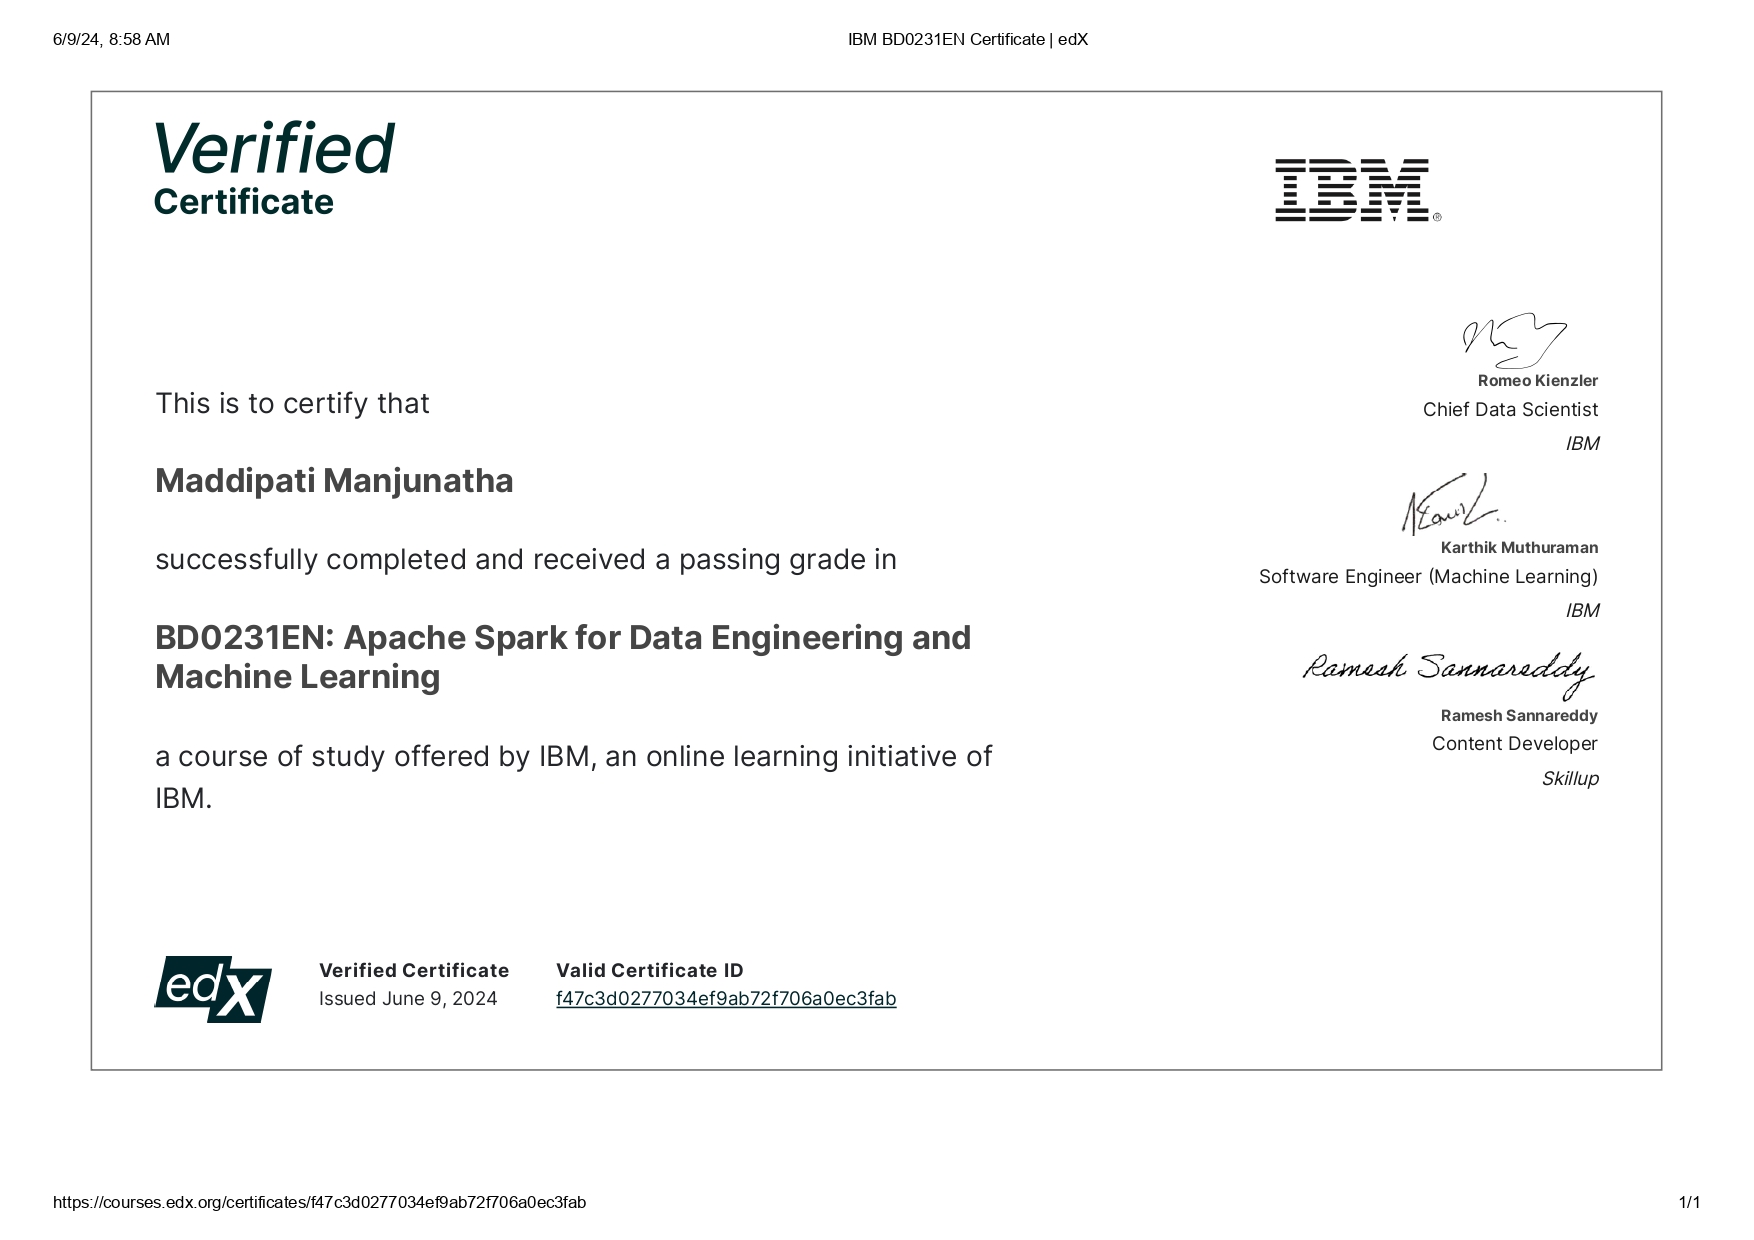 6/9/24, 8:58 AM
IBM BD0231EN Certificate | edX
Verified
Certificate
IBM®
This is to certify that
Maddipati Manjunatha
successfully completed and received a passing grade in
BD0231EN: Apache Spark for Data Engineering and
Machine Learning
a course of study offered by IBM, an online learning initiative of
IBM.
Romeo Kienzler
Chief Data Scientist
IBM
Karthik Muthuraman
Software Engineer (Machine Learning)
IBM
Ramesh Sannareddy
Ramesh Sannareddy
Content Developer
Skillup
edX
Verified Certificate
Issued June 9, 2024
Valid Certificate ID
f47c3d0277034ef9ab72f706a0ec3fab
https://courses.edx.org/certificates/f47c3d0277034ef9ab72f706a0ec3fab
1/1